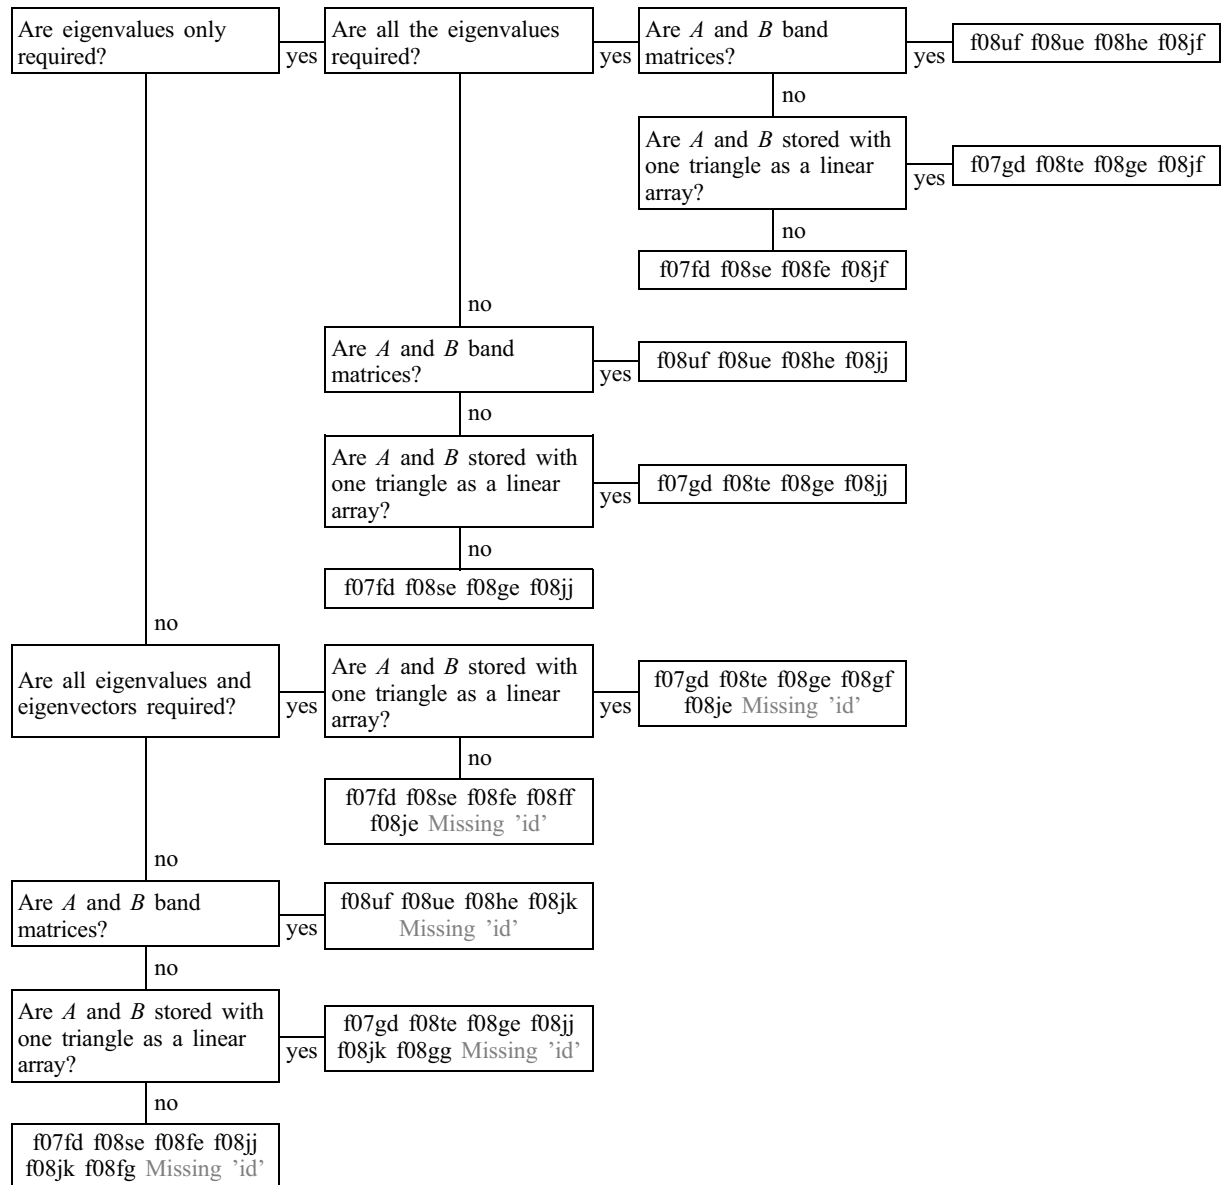 Are eigenvalues only
required?
yes
Are all the eigenvalues
required?
yes
Are A and B band
matrices?
yes
f08uf f08ue f08he f08jf
no
Are A and B stored with
one triangle as a linear
array?
yes
f07gd f08te f08ge f08jf
no
f07fd f08se f08fe f08jf
no
Are A and B band
matrices?
yes
f08uf f08ue f08he f08jj
no
Are A and B stored with
one triangle as a linear
array?
yes
f07gd f08te f08ge f08jj
no
f07fd f08se f08ge f08jj
no
Are all eigenvalues and
eigenvectors required?
yes
Are A and B stored with
one triangle as a linear
array?
yes
f07gd f08te f08ge f08gf
f08je Missing ’id’
no
f07fd f08se f08fe f08ff
f08je Missing ’id’
no
Are A and B band
matrices?
yes
f08uf f08ue f08he f08jk
Missing ’id’
no
Are A and B stored with
one triangle as a linear
array?
yes
f07gd f08te f08ge f08jj
f08jk f08gg Missing ’id’
no
f07fd f08se f08fe f08jj
f08jk f08fg Missing ’id’